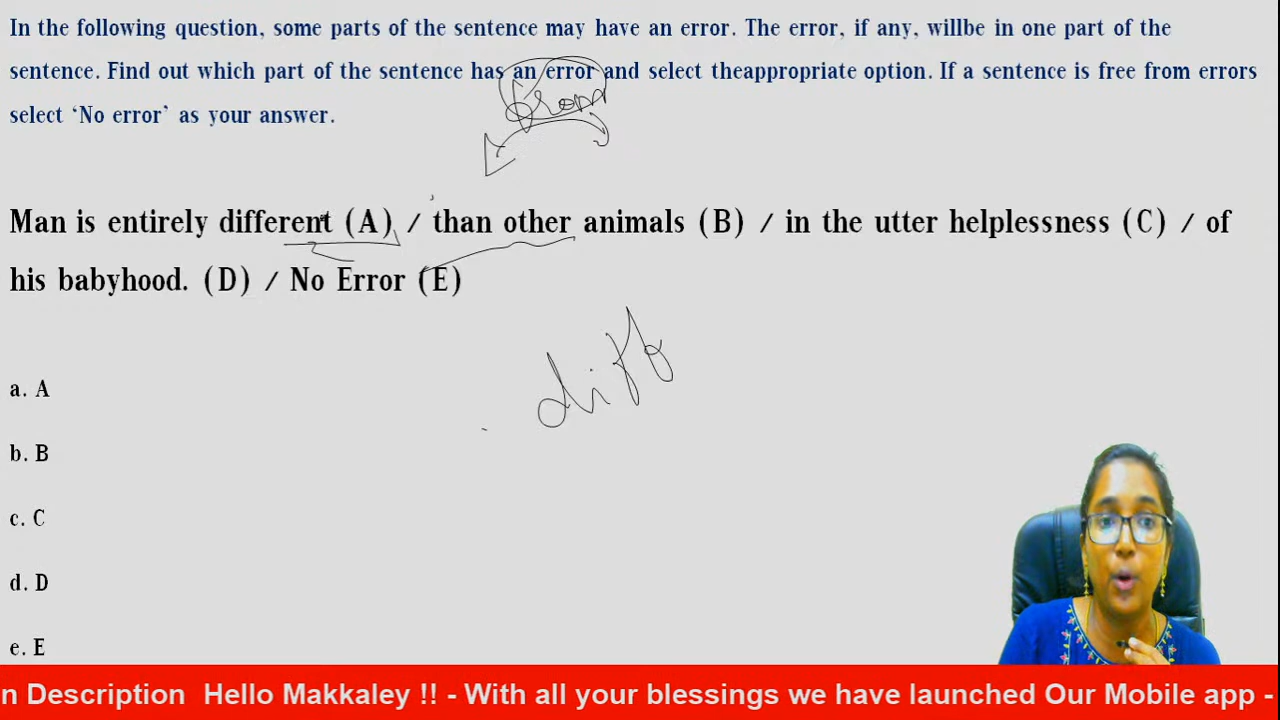 In the following question, some parts of the sentence may have an error. The error, if any, willbe in one part of the
sentence. Find out which part of the sentence has an error and select theappropriate option. If a sentence is free from errors
select ‘No error’ as your answer.
from
Man is entirely different (A) / than other animals (B) / in the utter helplessness (C) / of
his babyhood. (D) / No Error (E)
diff
a. A
b. B
c. C
d. D
e. E
n Description Hello Makkaley !! - With all your blessings we have launched Our Mobile app -